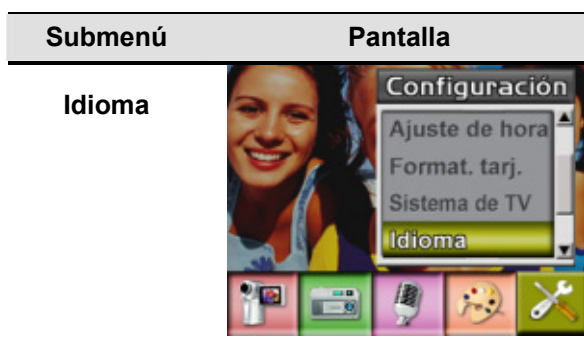 Submenú Pantalla
Idioma
Configuración
Ajuste de hora
Format. tarj.
Sistema de TV
Idioma